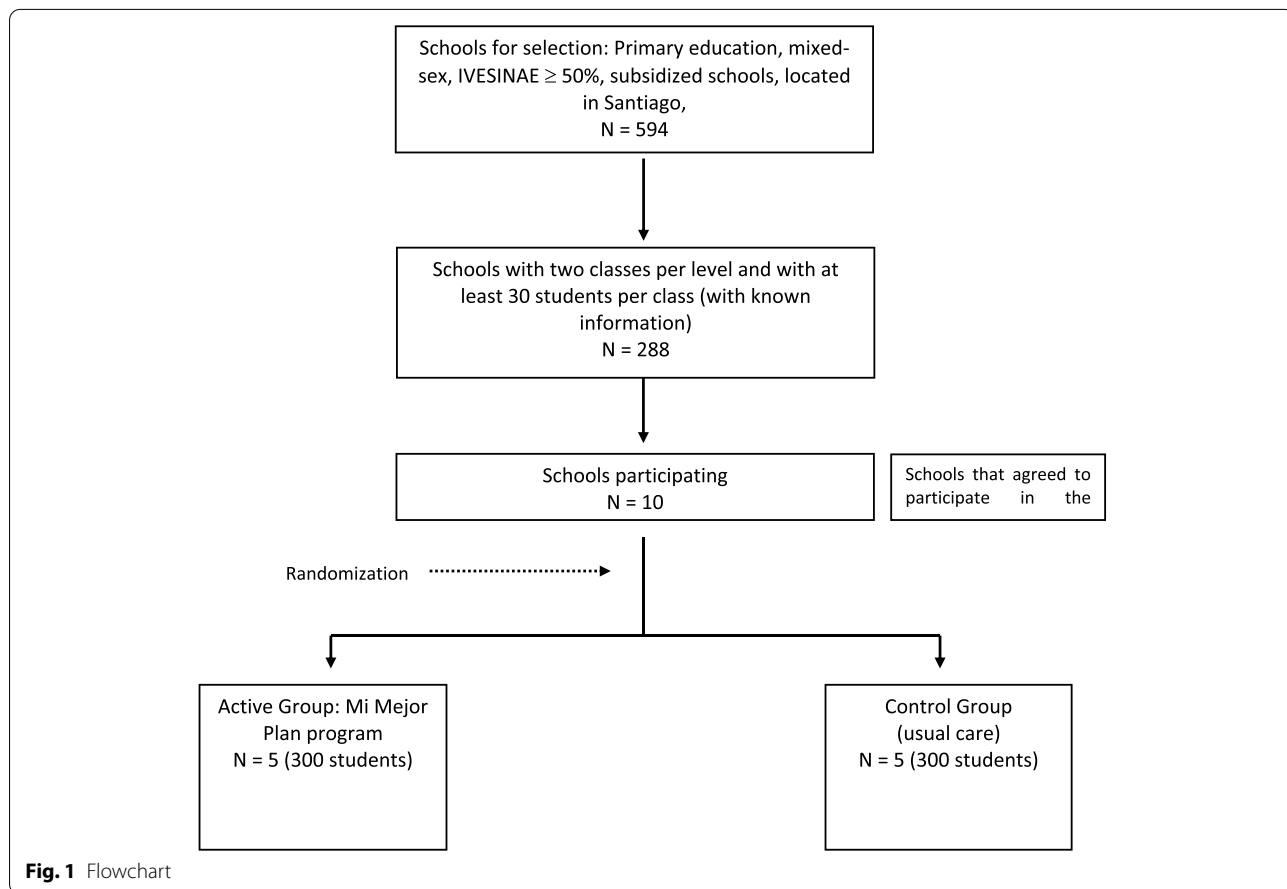 Schools for selection: Primary education, mixed-
sex, IVESINAE ≥ 50%, subsidized schools, located
in Santiago,
N = 594
Schools with two classes per level and with at
least 30 students per class (with known
information)
N = 288
Schools participating
N = 10
Schools that agreed to
participate in the
Randomization
Active Group: Mi Mejor
Plan program
N = 5 (300 students)
Control Group
(usual care)
N = 5 (300 students)
Fig. 1 Flowchart